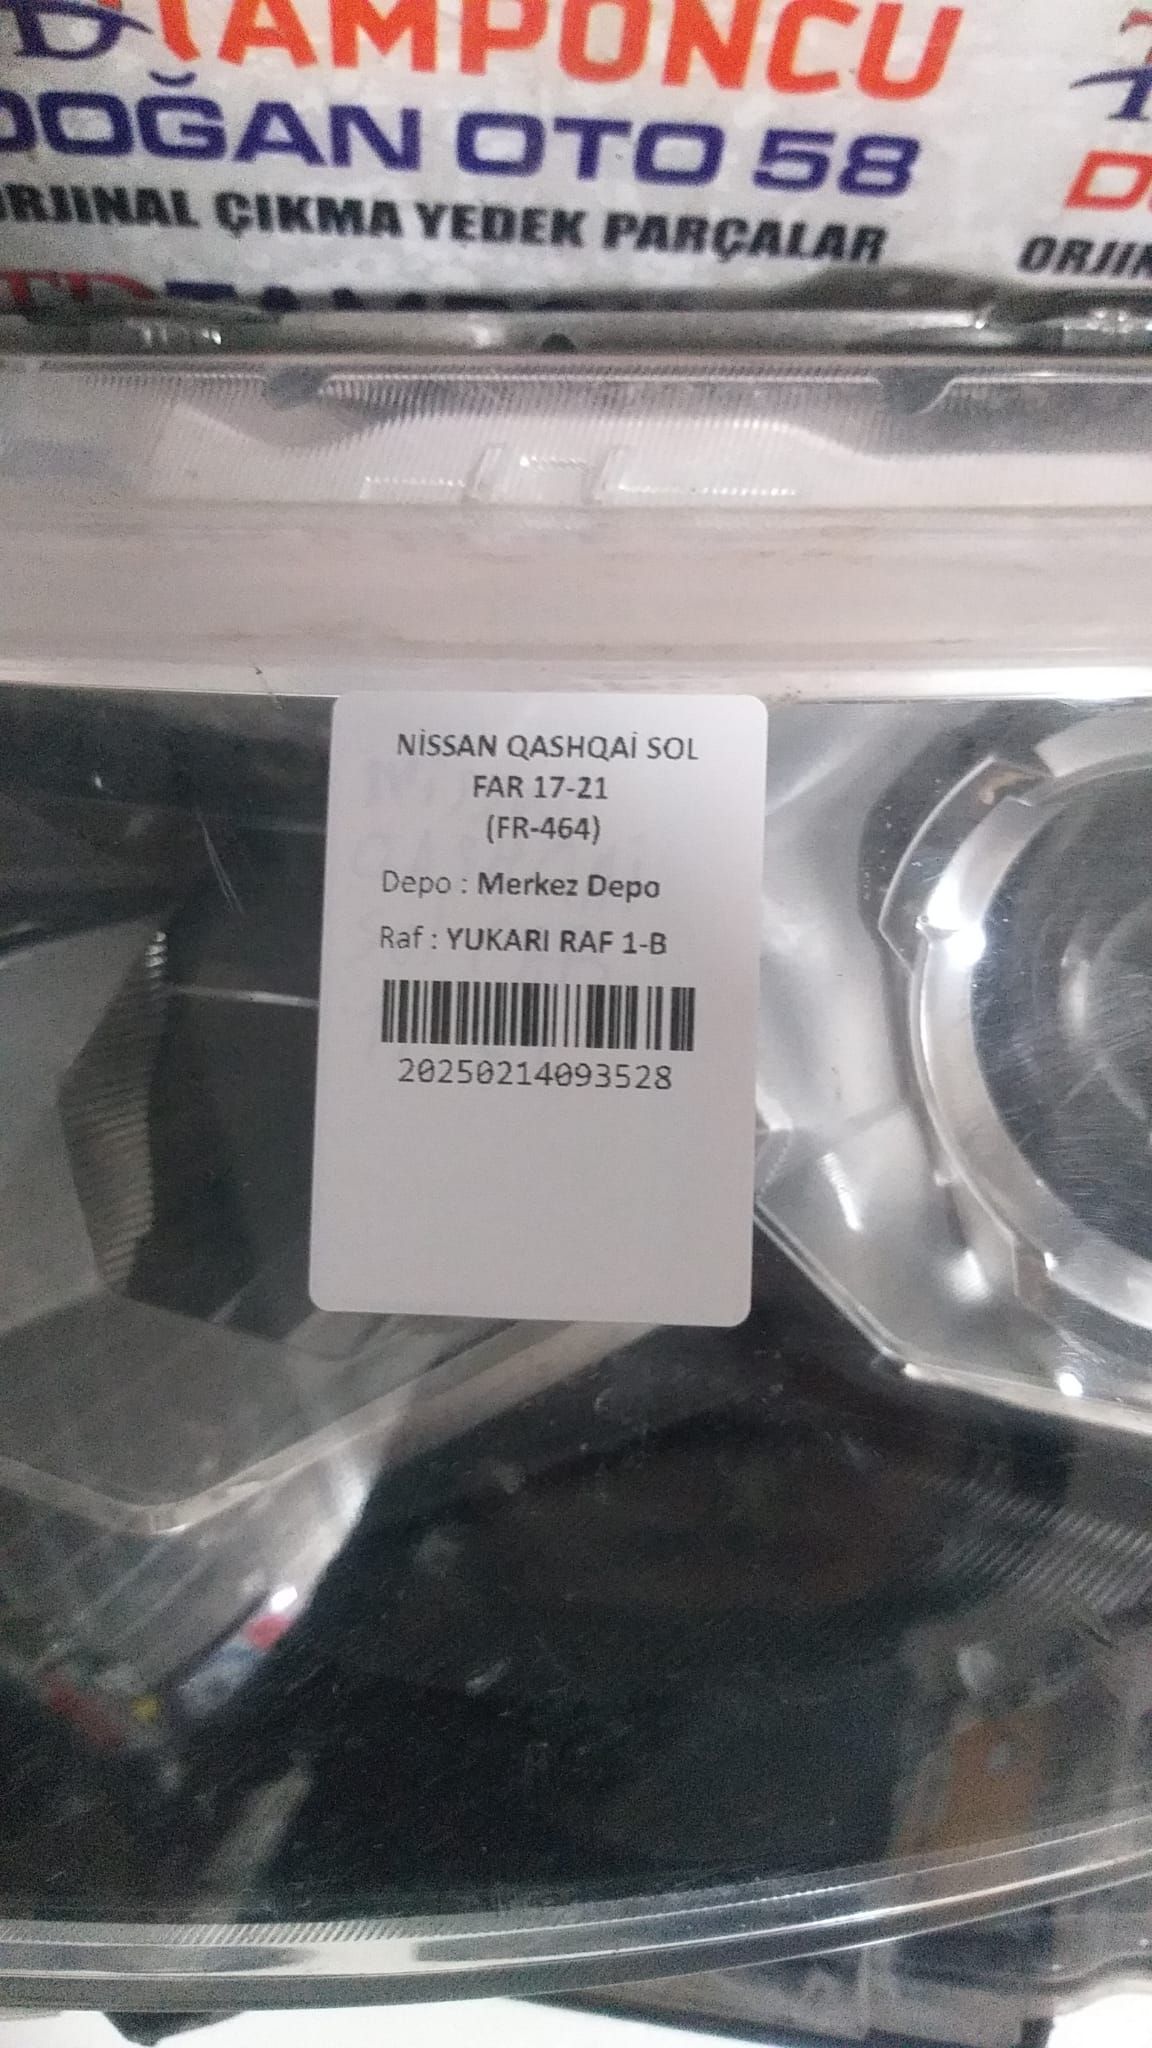 TAMPONCU
DOĞAN OTO 58
ORJINAL ÇIKMA YEDEK PARÇALAR
ORJIN
NİSSAN QASHQAİ SOL
FAR 17-21
(FR-464)
Depo : Merkez Depo
Raf : YUKARI RAF 1-B
20250214093528